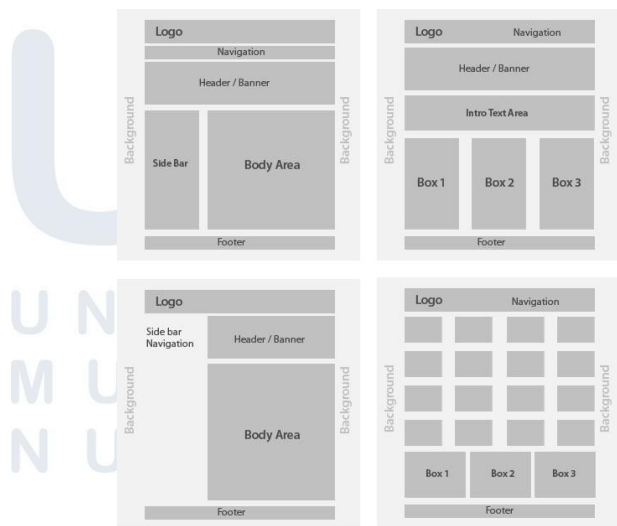 Logo
Navigation
Header / Banner
Background
Side Bar
Body Area
Background
Footer
Logo Navigation
Header / Banner
Background
Intro Text Area
Box 1 Box 2 Box 3
Background
Footer
Logo
Side bar
Navigation
Header / Banner
Background
Body Area
Background
Footer
Logo Navigation
Background
Background
Box 1 Box 2 Box 3
Footer
U
U N
M U
N U